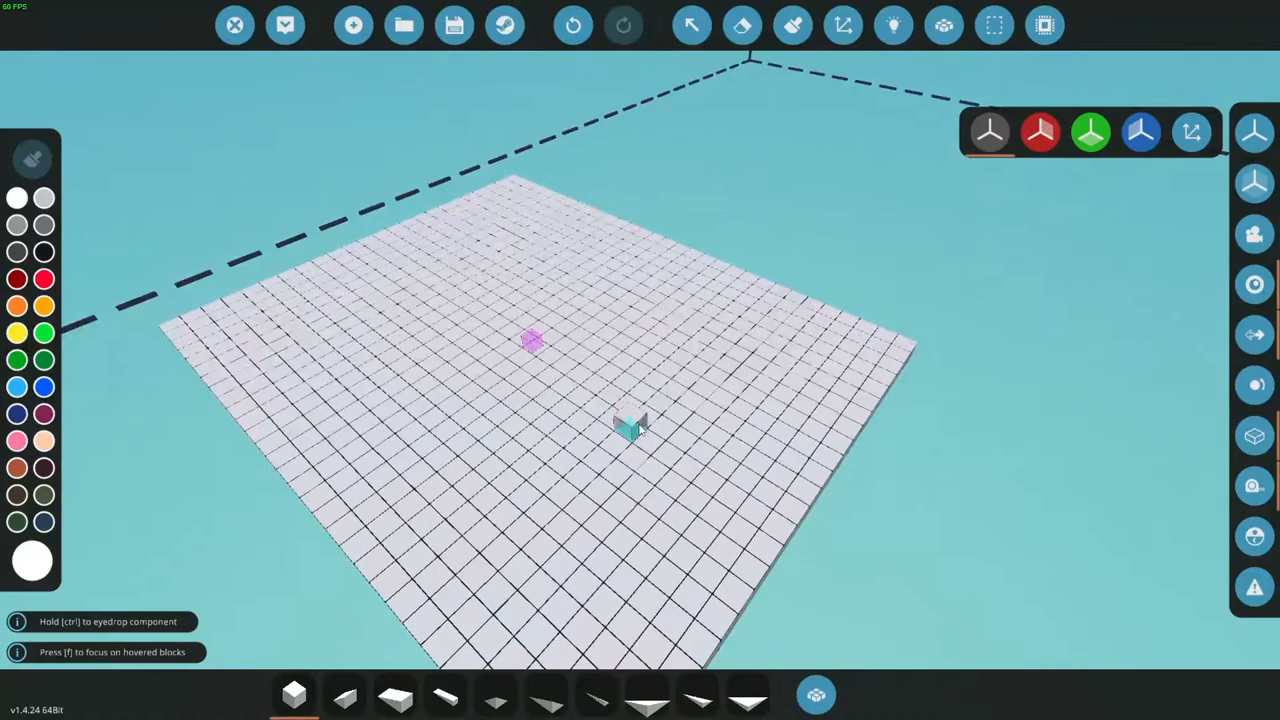 60 FPS
Hold [ctrl] to eyedrop component
Press [f] to focus on hovered blocks
v1.4.24 64Bit